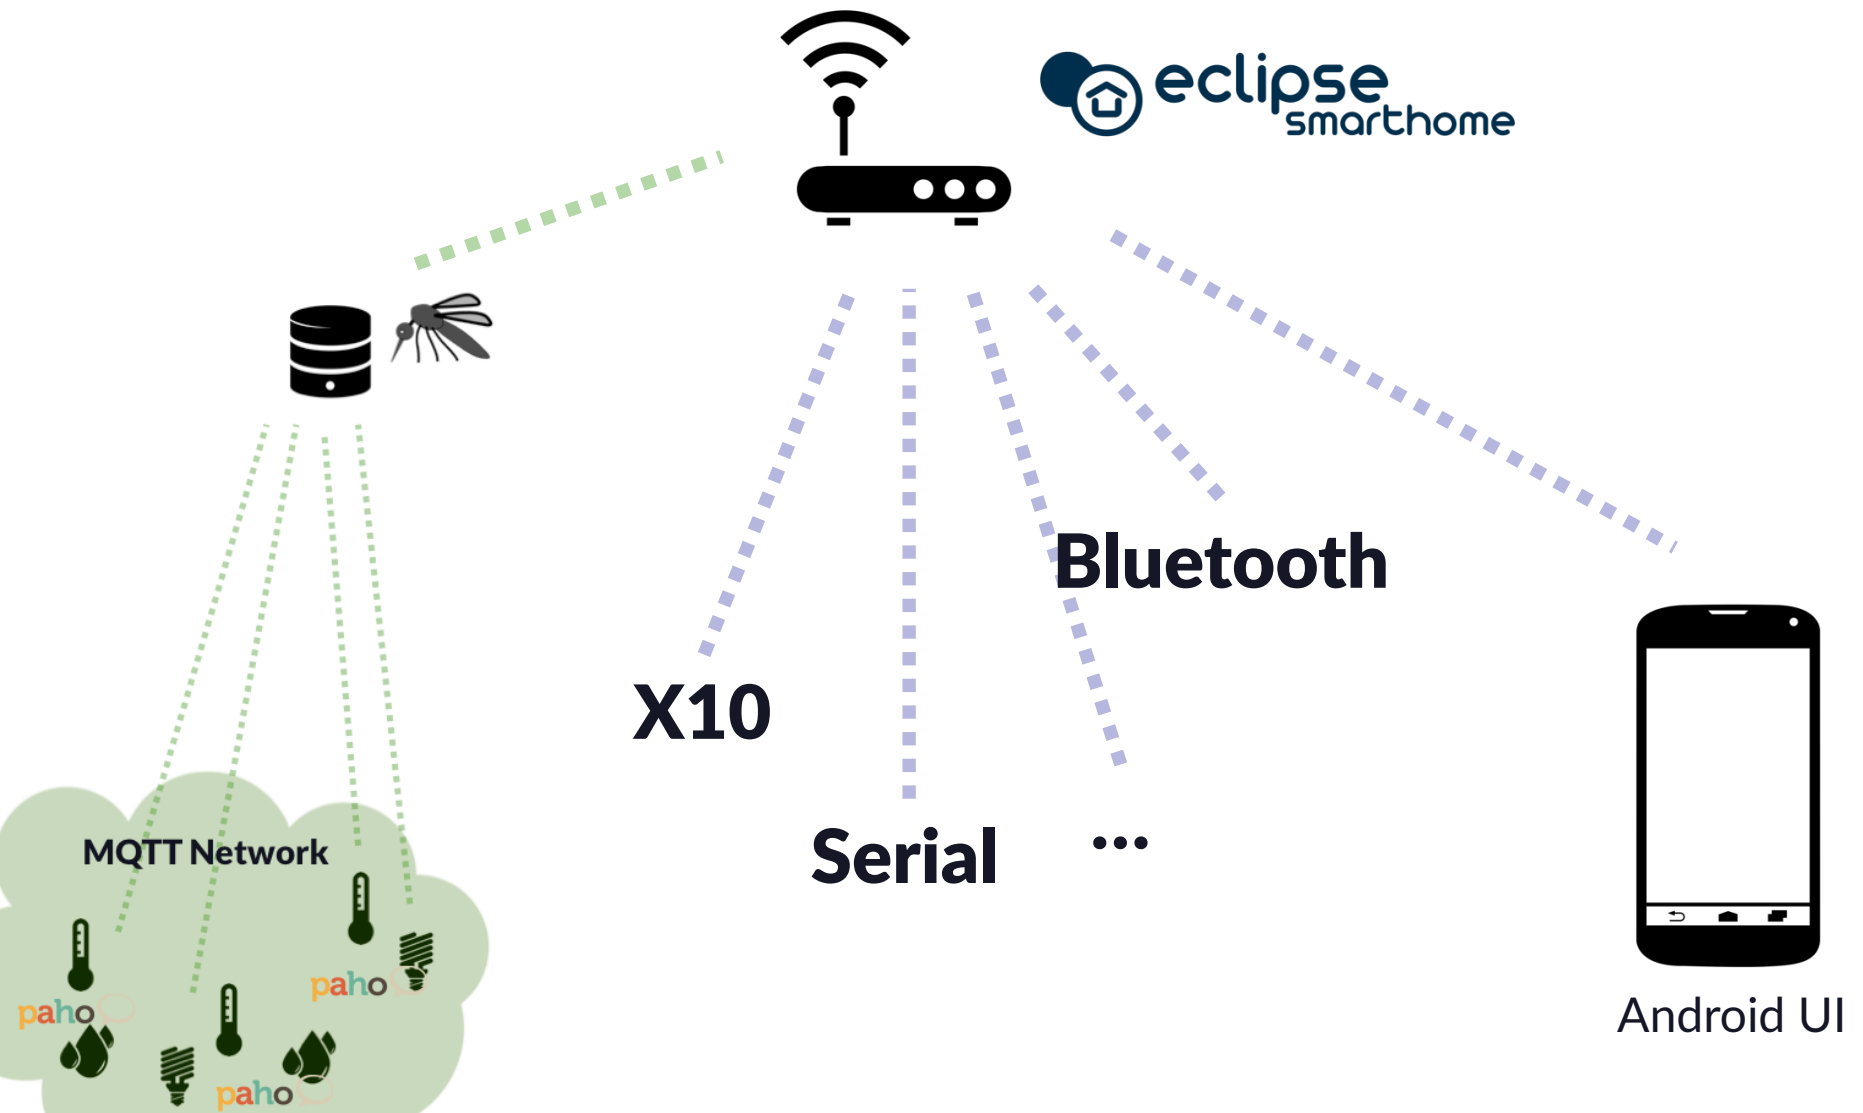 eclipse
smarthome
Bluetooth
X10
Serial
...
MQTT Network
paho
paho
paho
Android UI